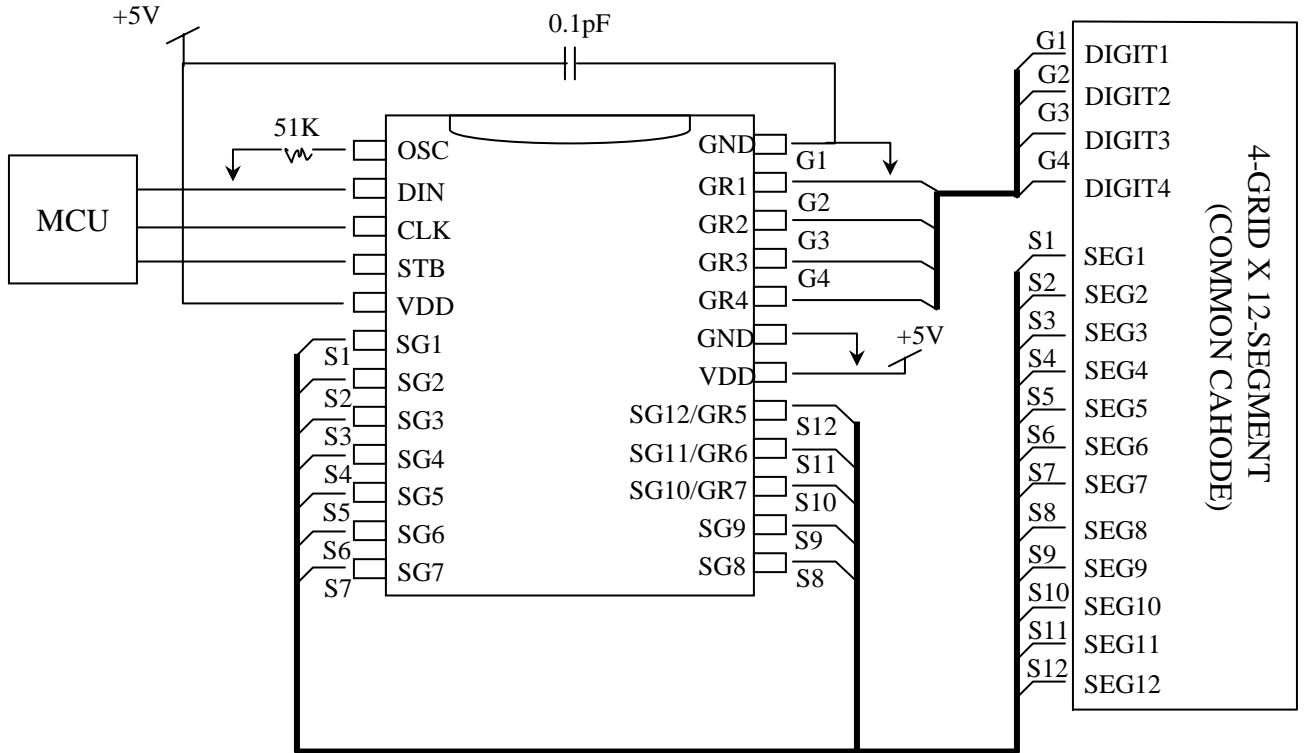 +5V
0.1pF
51K
MCU
OSC
DIN
CLK
STB
VDD
SG1
SG2
SG3
SG4
SG5
SG6
SG7
S1
S2
S3
S4
S5
S6
S7
GND
GR1
GR2
GR3
GR4
GND
VDD
SG12/GR5
SG11/GR6
SG10/GR7
SG9
SG8
G1
G2
G3
G4
+5V
S12
S11
S10
S9
S8
G1
G2
G3
G4
S1
S2
S3
S4
S5
S6
S7
S8
S9
S10
S11
S12
DIGIT1
DIGIT2
DIGIT3
DIGIT4
SEG1
SEG2
SEG3
SEG4
SEG5
SEG6
SEG7
SEG8
SEG9
SEG10
SEG11
SEG12
4-GRID X 12-SEGMENT
(COMMON CAHODE)